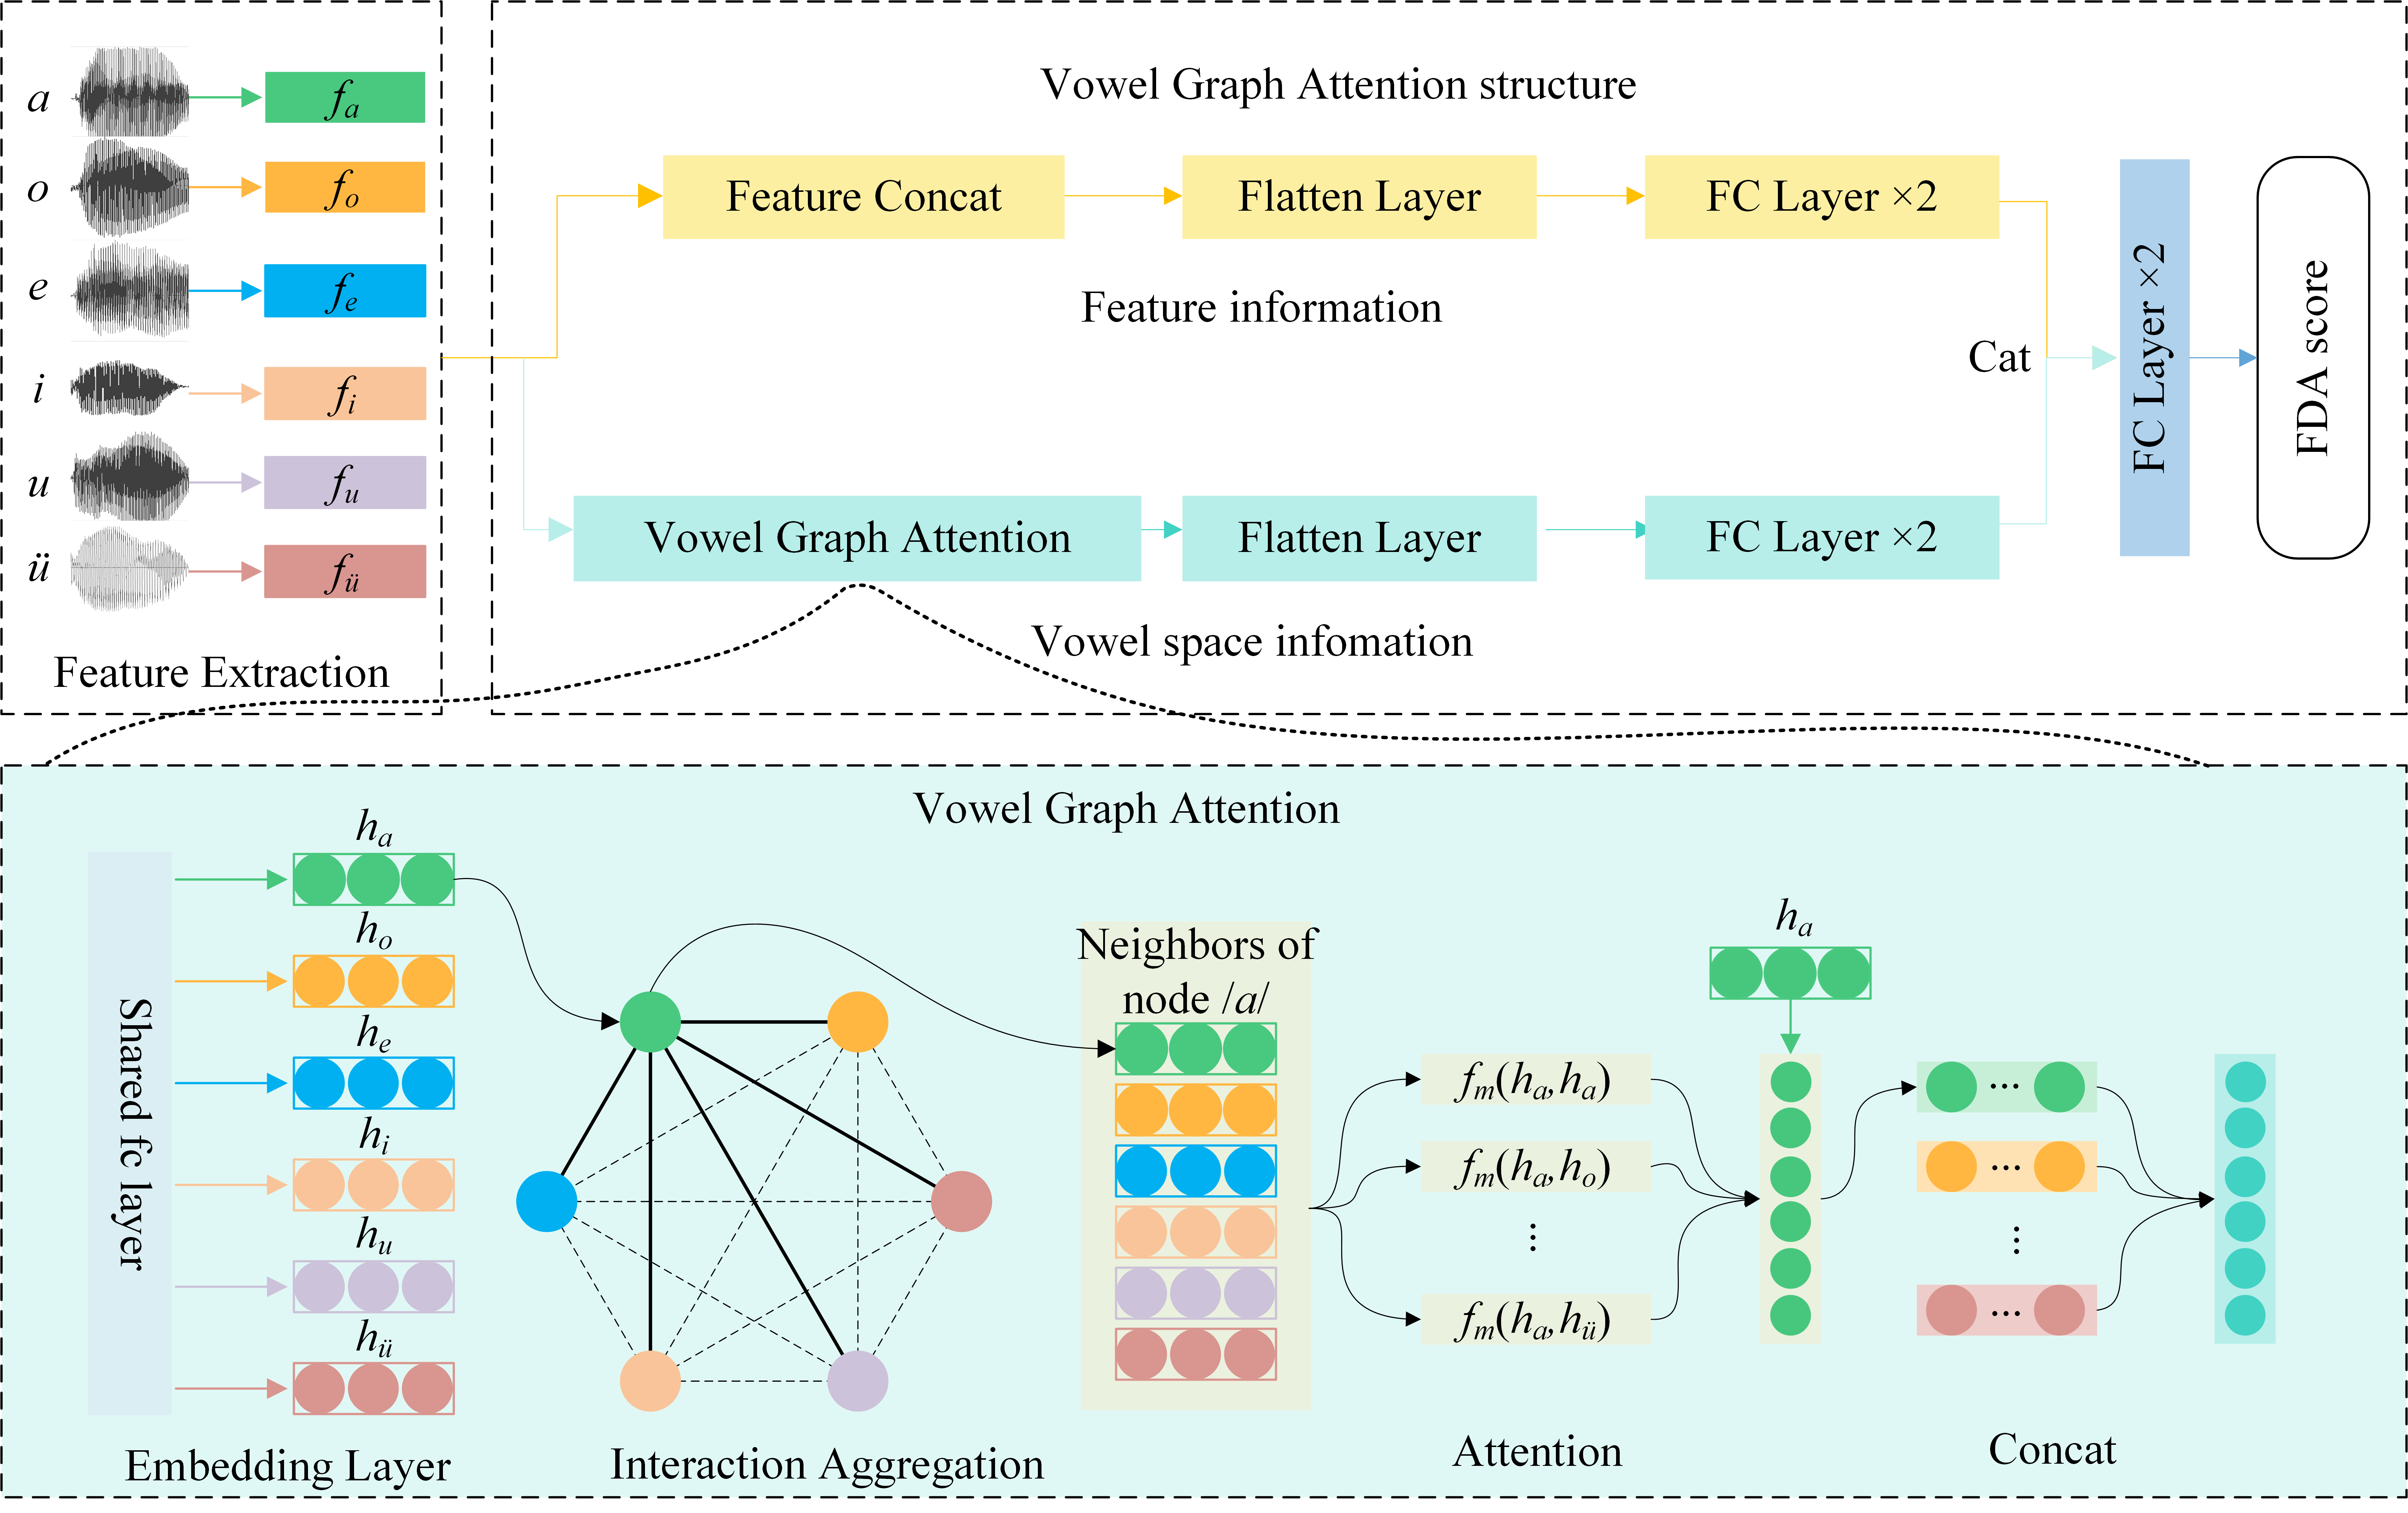 a
f_a
o
f_o
e
f_e
i
f_i
u
f_u
ü
f_ü
Feature Extraction
Vowel Graph Attention structure
Feature Concat
Flatten Layer
FC Layer ×2
Feature information
Cat
FC Layer ×2
FDA score
Vowel Graph Attention
Flatten Layer
FC Layer ×2
Vowel space infomation
Vowel Graph Attention
Shared fc layer
h_a
h_o
h_e
h_i
h_u
h_ü
Embedding Layer
Interaction Aggregation
Neighbors of
node /a/
f_m(h_a,h_a)
f_m(h_a,h_o)
⋮
f_m(h_a,h_ü)
Attention
h_a
...
...
⋮
...
Concat